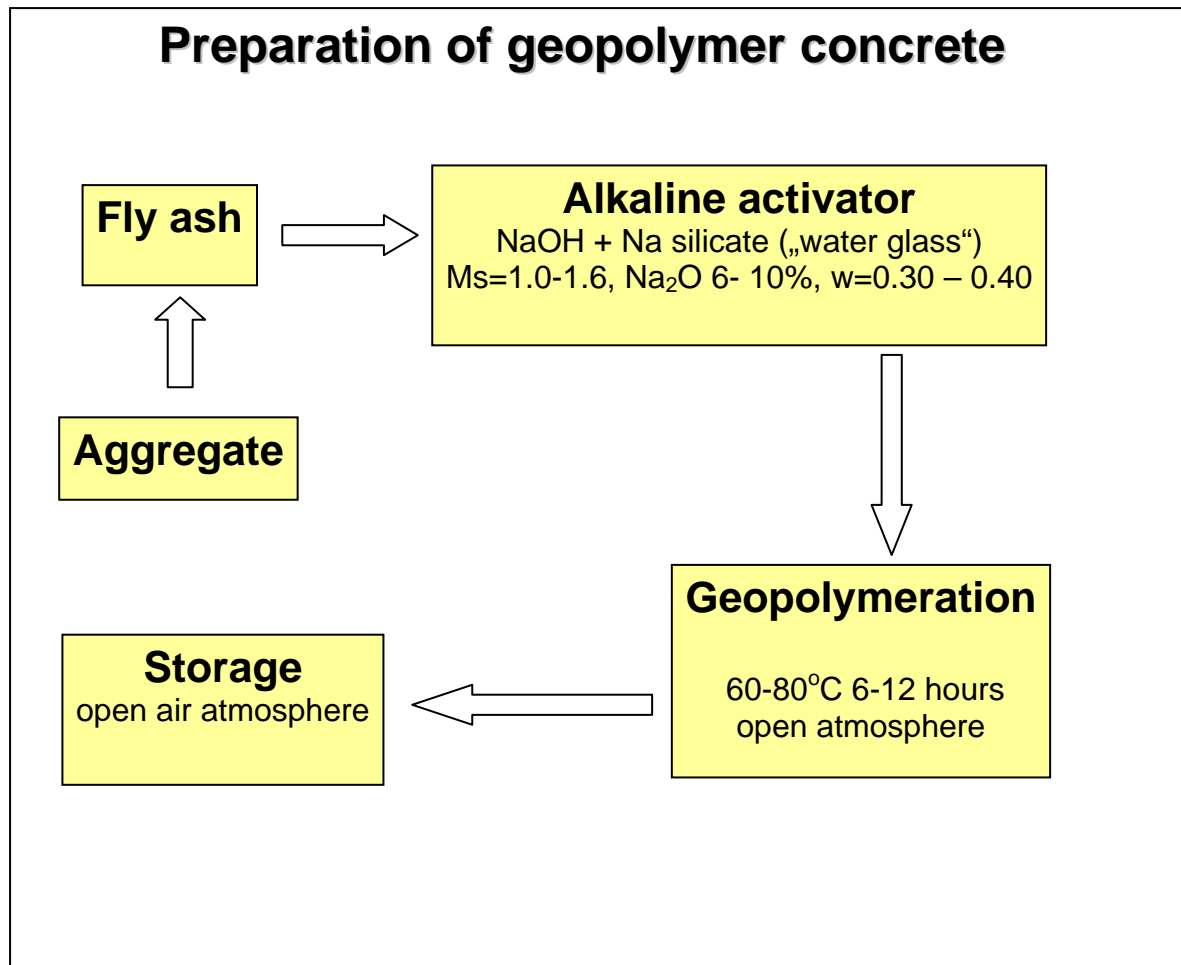 Preparation of geopolymer concrete
Fly ash
Alkaline activator
NaOH + Na silicate („water glass“)
Ms=1.0-1.6, Na₂O 6- 10%, w=0.30 – 0.40
Aggregate
Geopolymeration
60-80°C 6-12 hours
open atmosphere
Storage
open air atmosphere